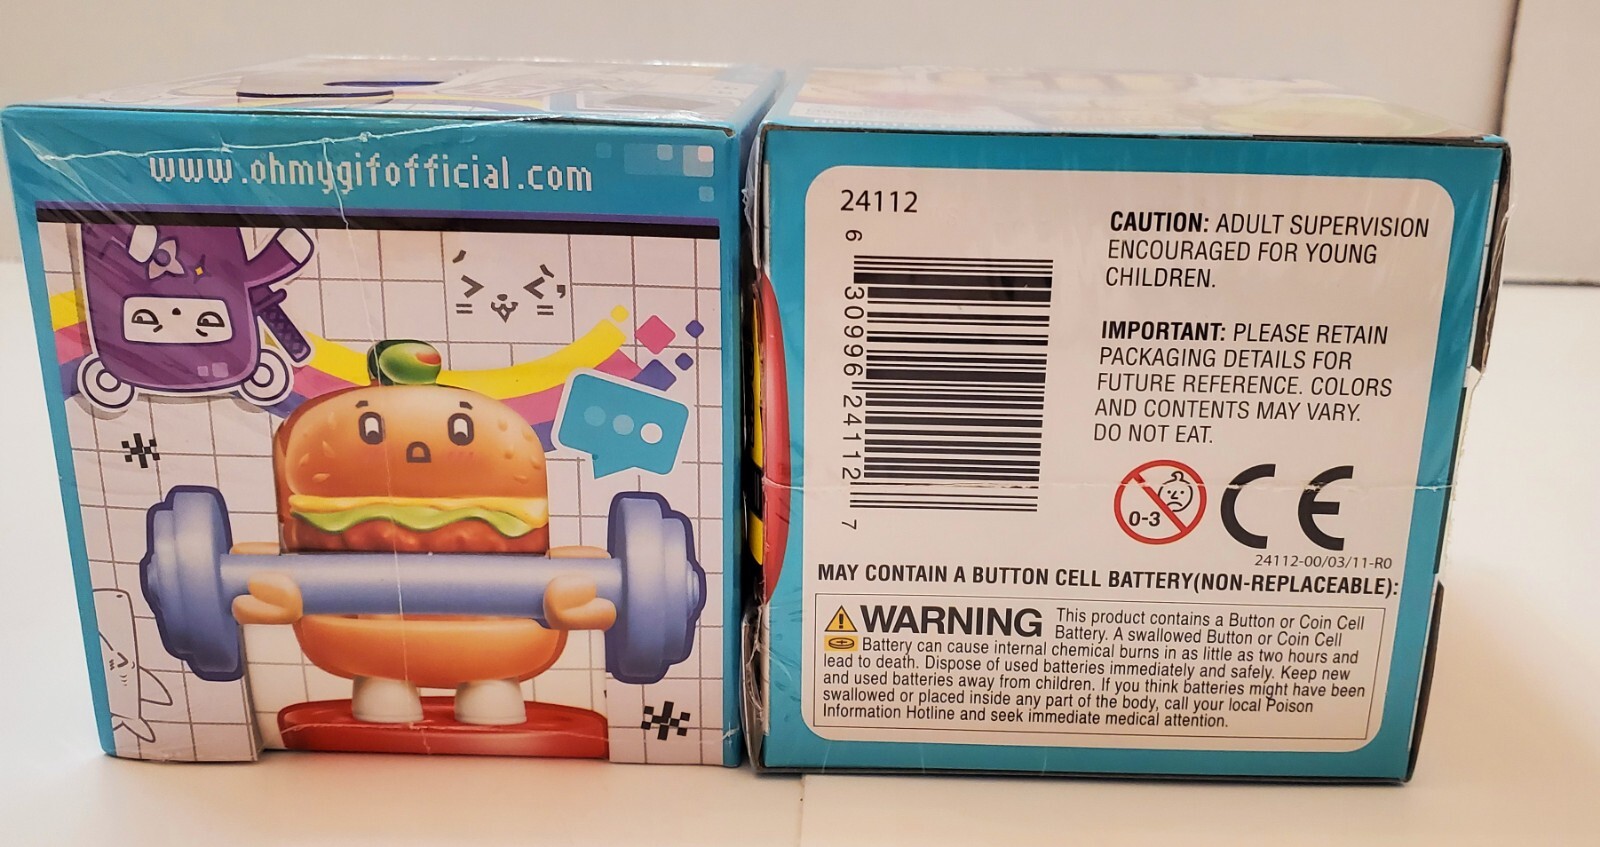 www.ohmygifofficial.com
24112
6 30996 24112 7
CAUTION: ADULT SUPERVISION
ENCOURAGED FOR YOUNG
CHILDREN.
IMPORTANT: PLEASE RETAIN
PACKAGING DETAILS FOR
FUTURE REFERENCE. COLORS
AND CONTENTS MAY VARY.
DO NOT EAT.
0-3
CE
24112-00/03/11-R0
MAY CONTAIN A BUTTON CELL BATTERY(NON-REPLACEABLE):
WARNING This product contains a Button or Coin Cell
Battery. A swallowed Button or Coin Cell
Battery can cause internal chemical burns in as little as two hours and
lead to death. Dispose of used batteries immediately and safely. Keep new
and used batteries away from children. If you think batteries might have been
swallowed or placed inside any part of the body, call your local Poison
Information Hotline and seek immediate medical attention.